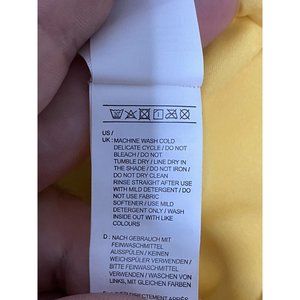 US /
UK : MACHINE WASH COLD
DELICATE CYCLE / DO NOT
BLEACH / DO NOT
TUMBLE DRY / LINE DRY IN
THE SHADE / DO NOT IRON /
DO NOT DRY CLEAN
RINSE STRAIGHT AFTER USE
WITH MILD DETERGENT / DO
NOT USE FABRIC
SOFTENER / USE MILD
DETERGENT ONLY / WASH
INSIDE OUT WITH LIKE
COLOURS
D : NACH GEBRAUCH MIT
FEINWASCHMITTEL
AUSSPÜLEN / KEINEN
WEICHSPÜLER VERWENDEN /
BITTE FEINWASCHMITTEL
VERWENDEN / WASCHEN VON
LINKS, MIT GLEICHEN FARBEN
DIRECTEMENT APRÈS